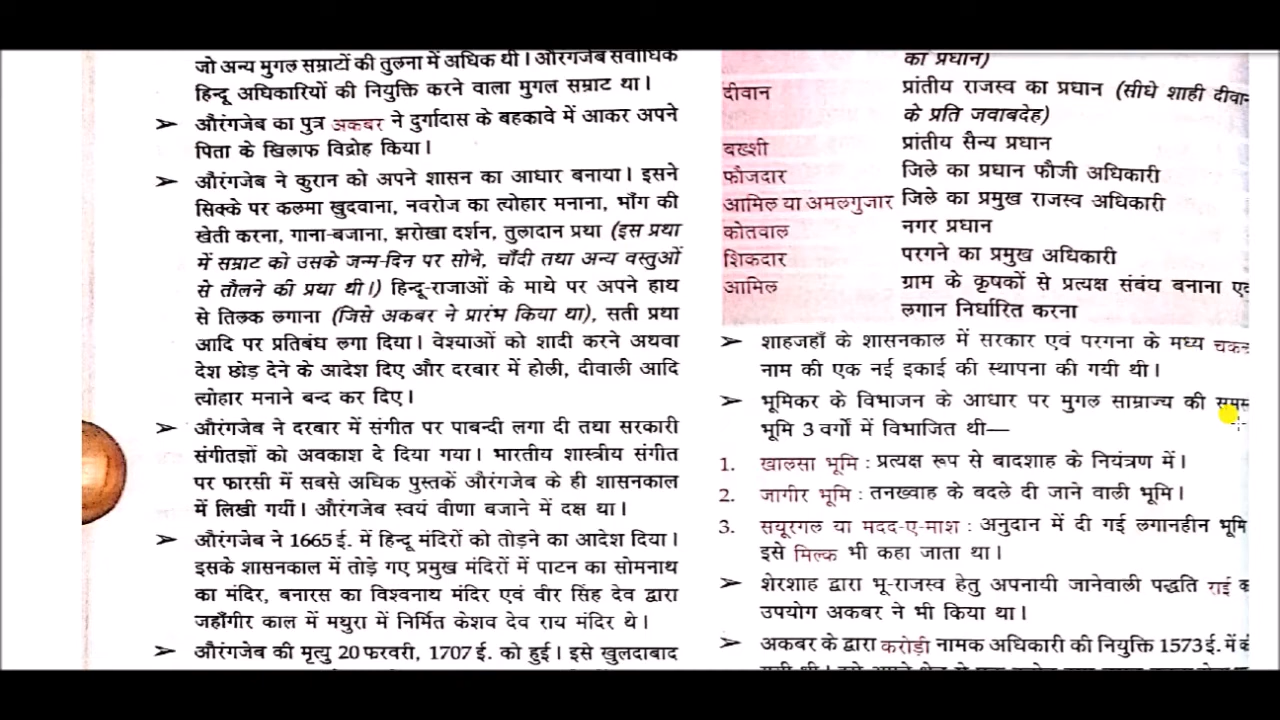 जो अन्य मुगल सम्राटों की तुलना में अधिक थी। औरंगजेब सर्वाधिक
हिन्दू अधिकारियों की नियुक्ति करने वाला मुगल सम्राट था।
➢ औरंगजेब का पुत्र अकबर ने दुर्गादास के बहकावे में आकर अपने
पिता के खिलाफ विद्रोह किया।
➢ औरंगजेब ने कुरान को अपने शासन का आधार बनाया। इसने
सिक्के पर कलमा खुदवाना, नवरोज का त्योहार मनाना, भाँग की
खेती करना, गाना-बजाना, झरोखा दर्शन, तुलादान प्रथा (इस प्रथा
में सम्राट को उसके जन्म-दिन पर सोने, चाँदी तथा अन्य वस्तुओं
से तौलने की प्रथा थी।) हिन्दू-राजाओं के माथे पर अपने हाथ
से तिलक लगाना (जिसे अकबर ने प्रारंभ किया था), सती प्रथा
आदि पर प्रतिबंध लगा दिया। वेश्याओं को शादी करने अथवा
देश छोड़ देने के आदेश दिए और दरबार में होली, दीवाली आदि
त्योहार मनाने बन्द कर दिए।
➢ औरंगजेब ने दरबार में संगीत पर पाबन्दी लगा दी तथा सरकारी
संगीतज्ञों को अवकाश दे दिया गया। भारतीय शास्त्रीय संगीत
पर फारसी में सबसे अधिक पुस्तकें औरंगजेब के ही शासनकाल
में लिखी गयीं। औरंगजेब स्वयं वीणा बजाने में दक्ष था।
➢ औरंगजेब ने 1665 ई. में हिन्दू मंदिरों को तोड़ने का आदेश दिया।
इसके शासनकाल में तोड़े गए प्रमुख मंदिरों में पाटन का सोमनाथ
का मंदिर, बनारस का विश्वनाथ मंदिर एवं वीर सिंह देव द्वारा
जहाँगीर काल में मथुरा में निर्मित केशव देव राय मंदिर थे।
➢ औरंगजेब की मृत्यु 20 फरवरी, 1707 ई. को हुई। इसे खुलदाबाद
का प्रधान)
दीवान प्रांतीय राजस्व का प्रधान (सीधे शाही दीवान
के प्रति जवाबदेह)
बख्शी प्रांतीय सैन्य प्रधान
फौजदार जिले का प्रधान फौजी अधिकारी
आमिल या अमलगुजार जिले का प्रमुख राजस्व अधिकारी
कोतवाल नगर प्रधान
शिकदार परगने का प्रमुख अधिकारी
आमिल ग्राम के कृषकों से प्रत्यक्ष संबंध बनाना एवं
लगान निर्धारित करना
➢ शाहजहाँ के शासनकाल में सरकार एवं परगना के मध्य
नाम की एक नई इकाई की स्थापना की गयी थी।
➢ भूमिकर के विभाजन के आधार पर मुगल साम्राज्य की
भूमि 3 वर्गों में विभाजित थी—
1. खालसा भूमि : प्रत्यक्ष रूप से बादशाह के नियंत्रण में।
2. जागीर भूमि : तनख्वाह के बदले दी जाने वाली भूमि।
3. सयूरगल या मदद-ए-माश : अनुदान में दी गई लगानहीन भूमि
इसे मिल्क भी कहा जाता था।
➢ शेरशाह द्वारा भू-राजस्व हेतु अपनायी जानेवाली पद्धति राई
उपयोग अकबर ने भी किया था।
➢ अकबर के द्वारा करोड़ी नामक अधिकारी की नियुक्ति 1573 ई. में